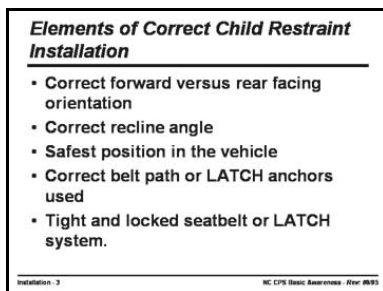 Elements of Correct Child Restraint
Installation
• Correct forward versus rear facing
orientation
• Correct recline angle
• Safest position in the vehicle
• Correct belt path or LATCH anchors
used
• Tight and locked seatbelt or LATCH
system.
Installation - 3
NC CPS Basic Awareness - Rev: